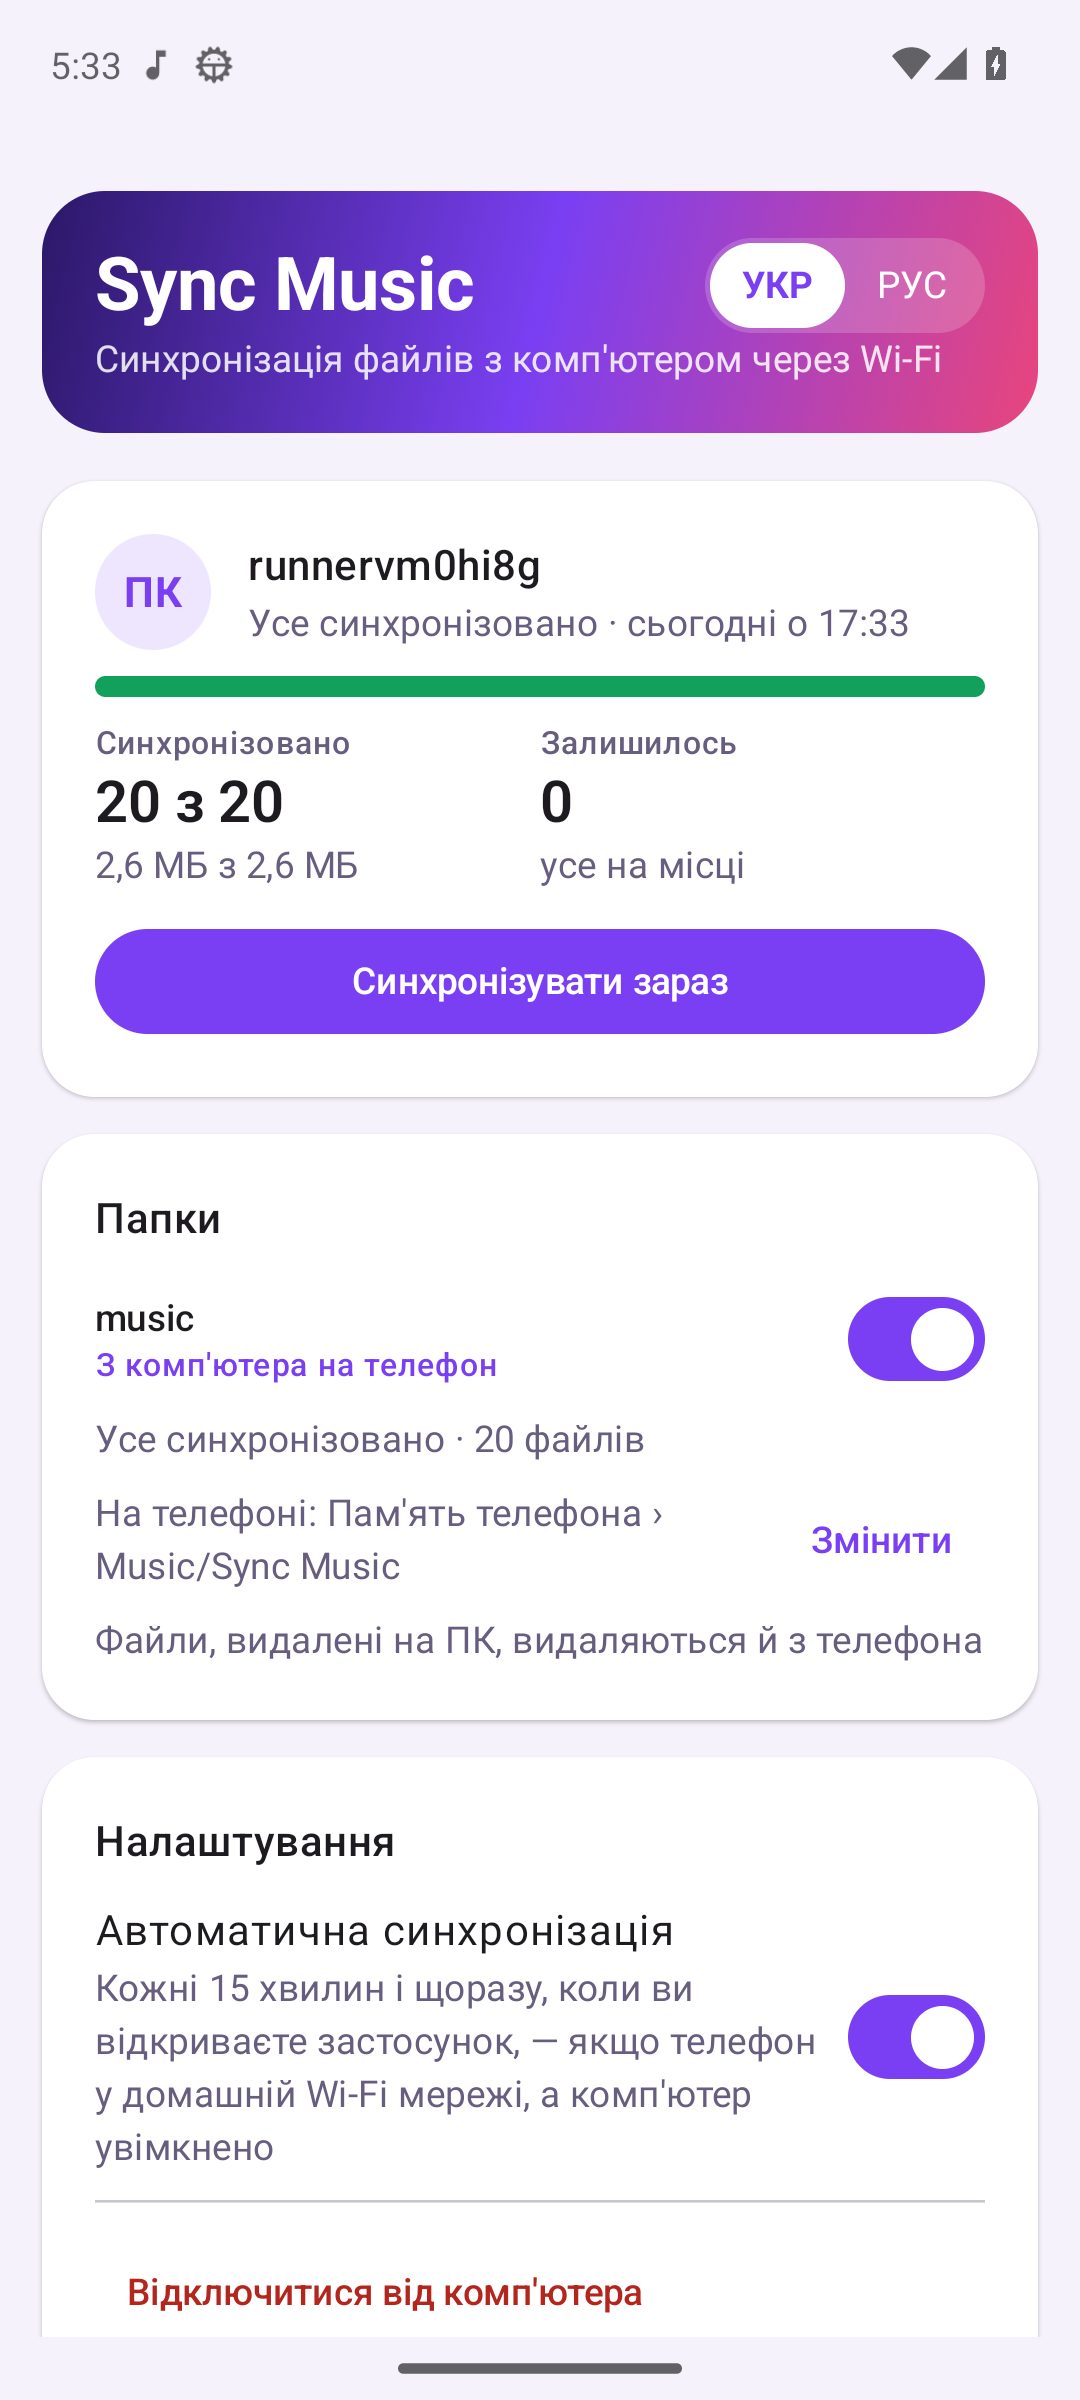 5:33
Sync Music
УКР
РУС
Синхронізація файлів з комп'ютером через Wi-Fi
ПК
runnervm0hi8g
Усе синхронізовано · сьогодні о 17:33
Синхронізовано
Залишилось
20 з 20
0
2,6 МБ з 2,6 МБ
усе на місці
Синхронізувати зараз
Папки
music
З комп'ютера на телефон
Усе синхронізовано · 20 файлів
На телефоні: Пам'ять телефона ›
Music/Sync Music
Змінити
Файли, видалені на ПК, видаляються й з телефона
Налаштування
Автоматична синхронізація
Кожні 15 хвилин і щоразу, коли ви
відкриваєте застосунок, — якщо телефон
у домашній Wi-Fi мережі, а комп'ютер
увімкнено
Відключитися від комп'ютера